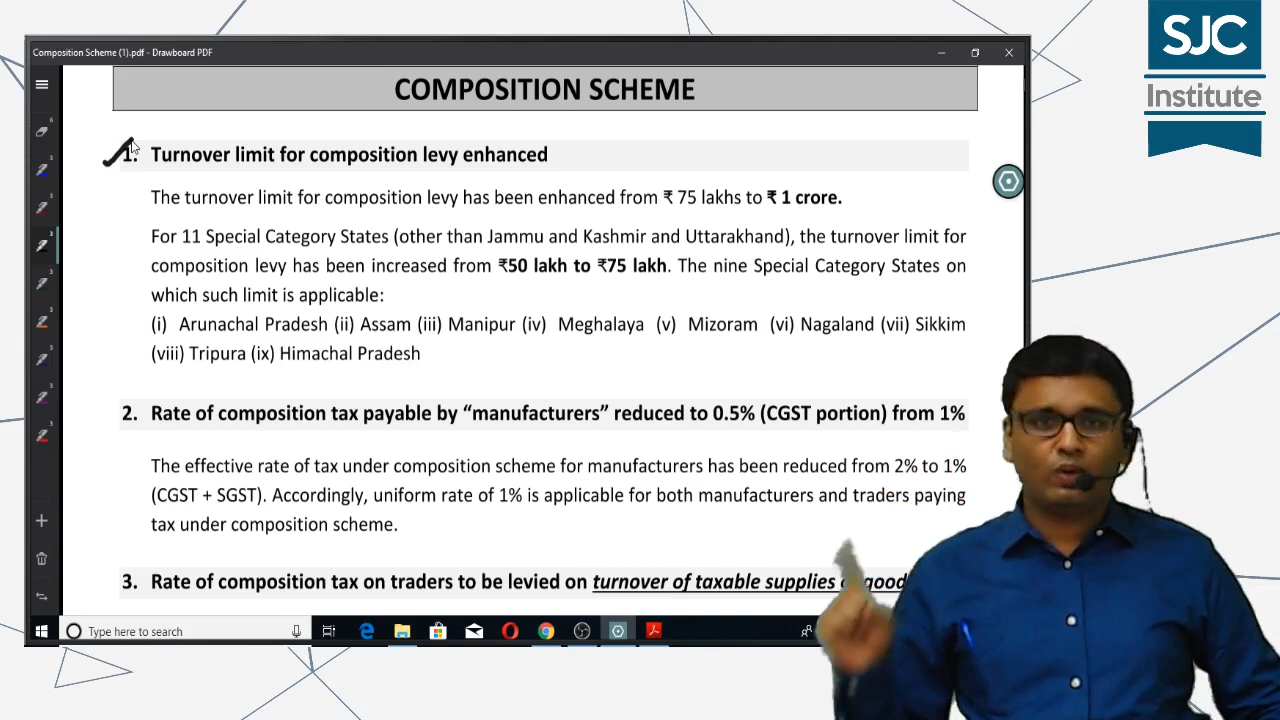 SJC
Institute
Composition Scheme (1).pdf - Drawboard PDF
COMPOSITION SCHEME
1. Turnover limit for composition levy enhanced
The turnover limit for composition levy has been enhanced from ₹ 75 lakhs to ₹ 1 crore.
For 11 Special Category States (other than Jammu and Kashmir and Uttarakhand), the turnover limit for
composition levy has been increased from ₹50 lakh to ₹75 lakh. The nine Special Category States on
which such limit is applicable:
(i) Arunachal Pradesh (ii) Assam (iii) Manipur (iv) Meghalaya (v) Mizoram (vi) Nagaland (vii) Sikkim
(viii) Tripura (ix) Himachal Pradesh
2. Rate of composition tax payable by “manufacturers” reduced to 0.5% (CGST portion) from 1%
The effective rate of tax under composition scheme for manufacturers has been reduced from 2% to 1%
(CGST + SGST). Accordingly, uniform rate of 1% is applicable for both manufacturers and traders paying
tax under composition scheme.
3. Rate of composition tax on traders to be levied on turnover of taxable supplies
Type here to search